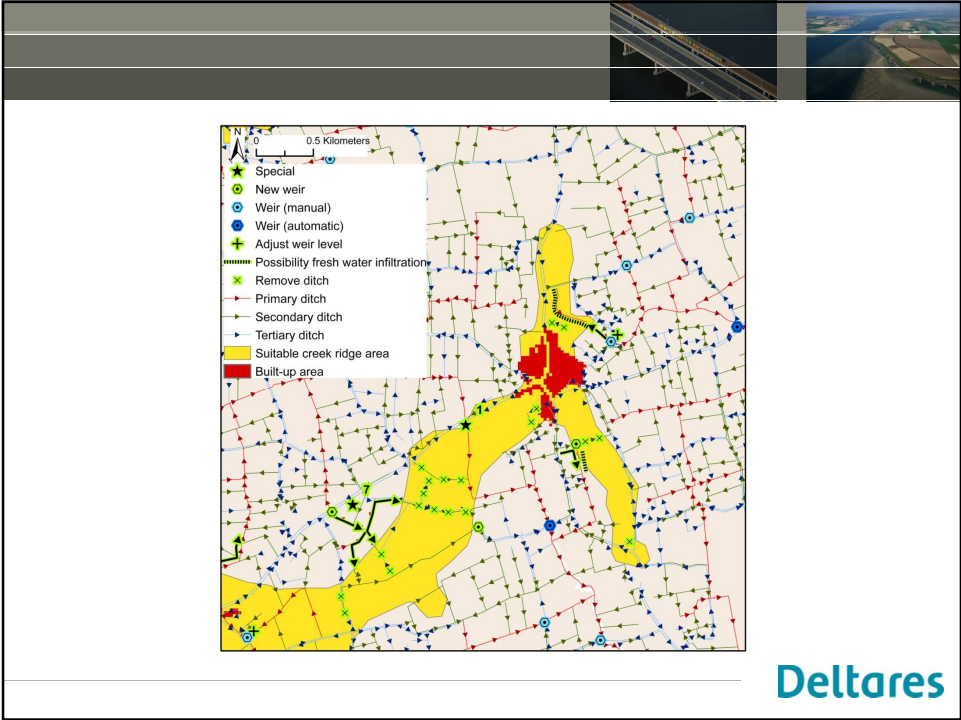 N
0 0.5 Kilometers
Special
New weir
Weir (manual)
Weir (automatic)
Adjust weir level
Possibility fresh water infiltration
Remove ditch
Primary ditch
Secondary ditch
Tertiary ditch
Suitable creek ridge area
Built-up area
1
7
Deltares